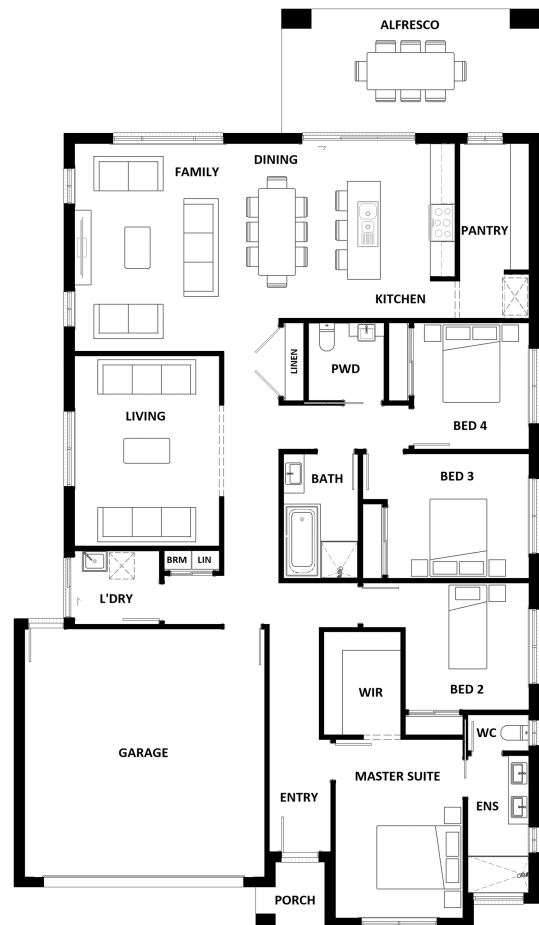 ALFRESCO
DINING
FAMILY
PANTRY
KITCHEN
LINEN
PWD
LIVING
BED 4
BATH
BED 3
BRM
LIN
L'DRY
WIR
BED 2
WC
GARAGE
MASTER SUITE
ENTRY
ENS
PORCH